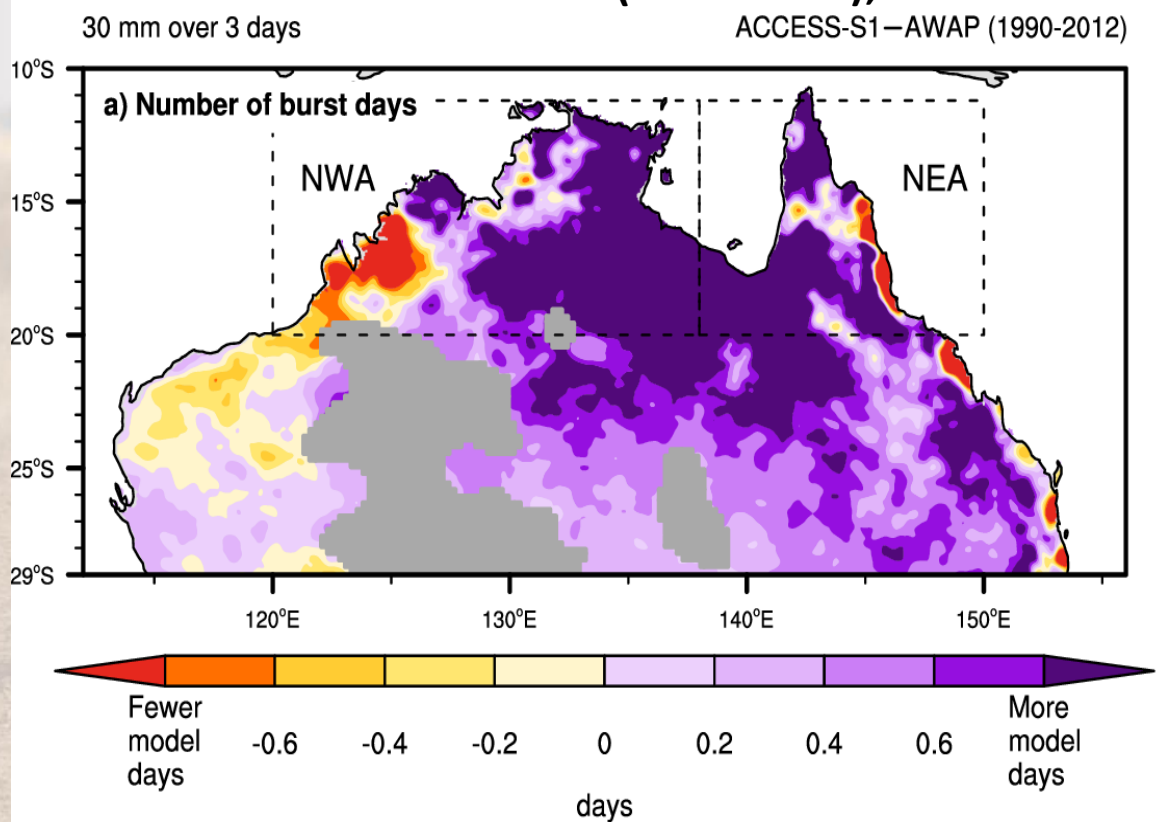 30 mm over 3 days
ACCESS-S1−AWAP (1990-2012)
10°S
a) Number of burst days
NWA
NEA
15°S
20°S
25°S
29°S
120°E
130°E
140°E
150°E
Fewer
model
days
-0.6
-0.4
-0.2
0
0.2
0.4
0.6
More
model
days
days